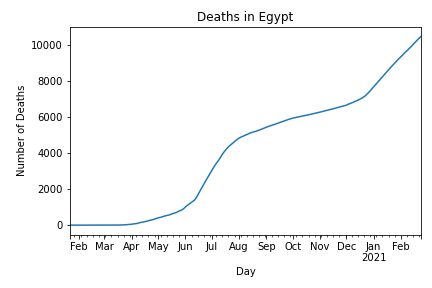 Deaths in Egypt
Number of Deaths
10000
8000
6000
4000
2000
0
Feb Mar Apr May Jun Jul Aug Sep Oct Nov Dec Jan Feb
2021
Day